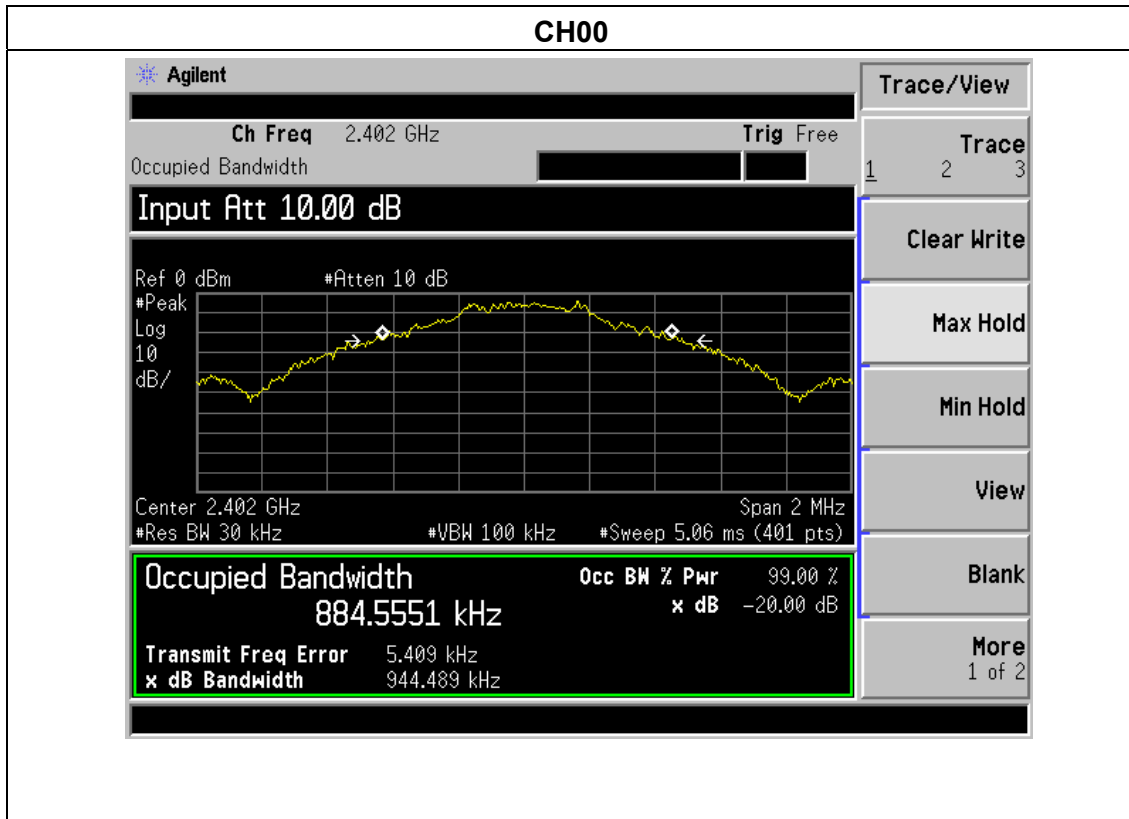 CH00
Agilent
Trace/View
Ch Freq 2.402 GHz Trig Free
Occupied Bandwidth
Trace
1 2 3
Input Att 10.00 dB
Clear Write
Ref 0 dBm #Atten 10 dB
#Peak
Log
10
dB/
Max Hold
Min Hold
View
Center 2.402 GHz Span 2 MHz
#Res BW 30 kHz #VBW 100 kHz #Sweep 5.06 ms (401 pts)
Occupied Bandwidth Occ BW % Pwr 99.00 %
884.5551 kHz x dB -20.00 dB
Blank
Transmit Freq Error 5.409 kHz
x dB Bandwidth 944.489 kHz
More
1 of 2